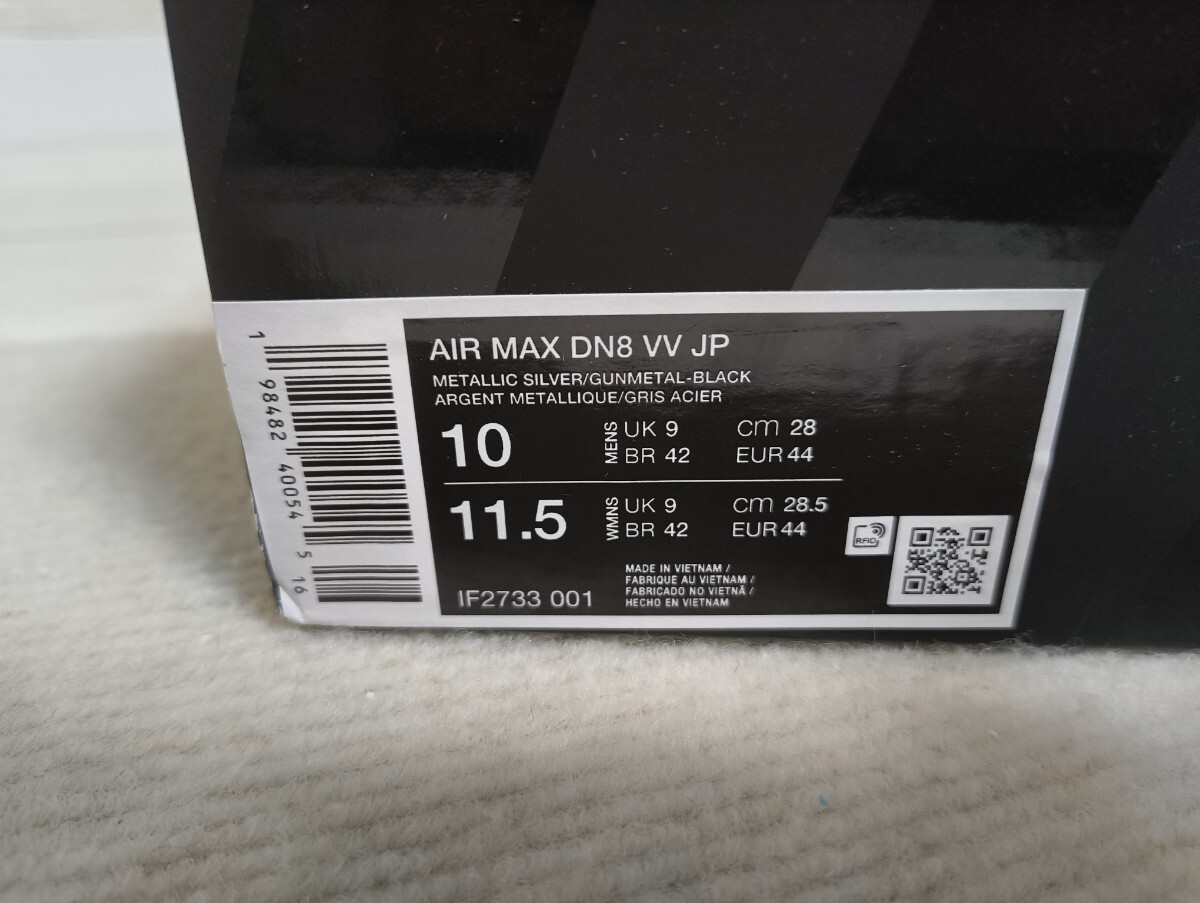 1 98482 40054 5 16
AIR MAX DN8 VV JP
METALLIC SILVER/GUNMETAL-BLACK
ARGENT METALLIQUE/GRIS ACIER
10 MENS UK 9 cm 28
BR 42 EUR 44
11.5 WMNS UK 9 cm 28.5
BR 42 EUR 44
RFID
MADE IN VIETNAM /
FABRIQUE AU VIETNAM /
FABRICADO NO VIETNÃ /
HECHO EN VIETNAM
IF2733 001